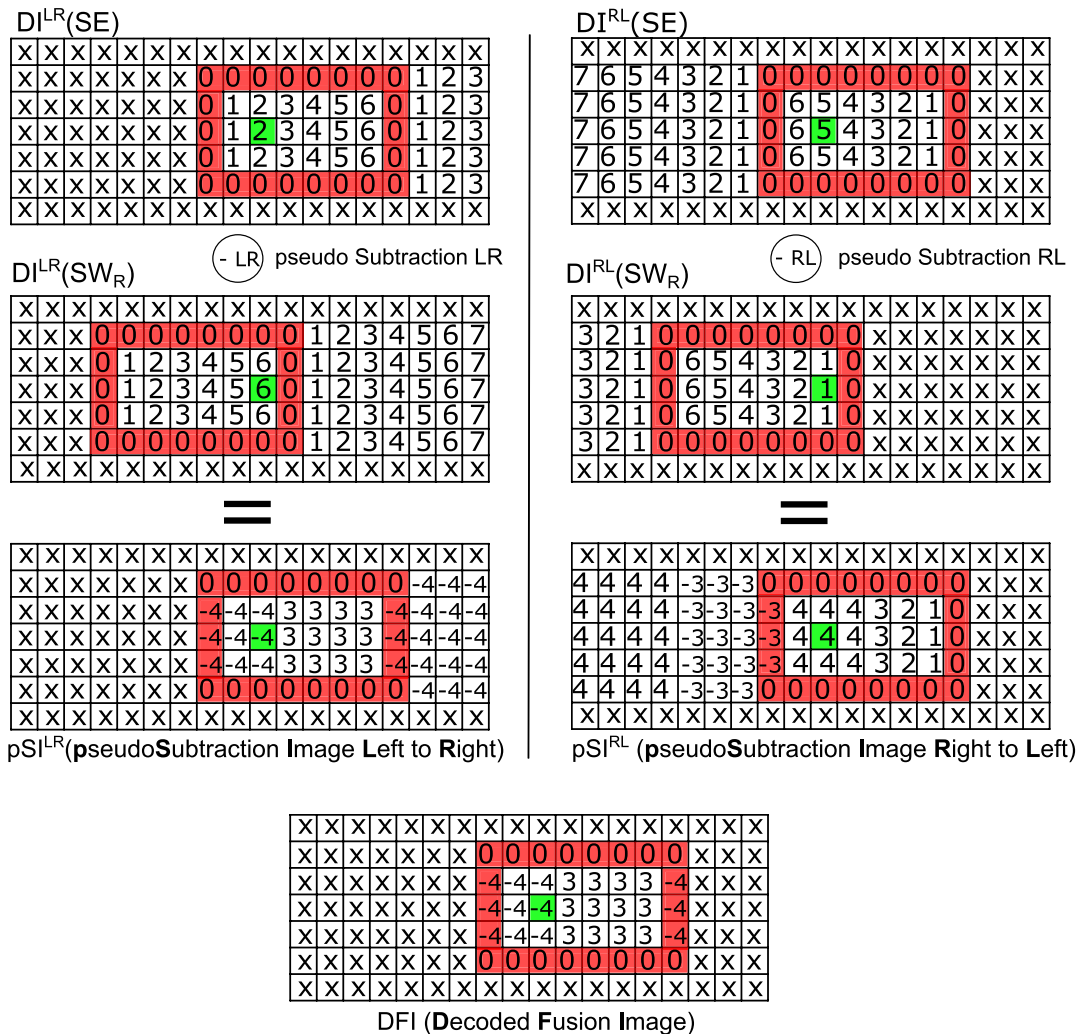 DI^LR(SE)
x x x x x x x x x x x x x x x x x x
x x x x x x x 0 0 0 0 0 0 0 0 1 2 3
x x x x x x x 0 1 2 3 4 5 6 0 1 2 3
x x x x x x x 0 1 2 3 4 5 6 0 1 2 3
x x x x x x x 0 1 2 3 4 5 6 0 1 2 3
x x x x x x x 0 0 0 0 0 0 0 0 1 2 3
x x x x x x x x x x x x x x x x x x
- LR pseudo Subtraction LR
DI^LR(SW_R)
x x x x x x x x x x x x x x x x x x
x x x 0 0 0 0 0 0 0 0 1 2 3 4 5 6 7
x x x 0 1 2 3 4 5 6 0 1 2 3 4 5 6 7
x x x 0 1 2 3 4 5 6 0 1 2 3 4 5 6 7
x x x 0 1 2 3 4 5 6 0 1 2 3 4 5 6 7
x x x 0 0 0 0 0 0 0 0 1 2 3 4 5 6 7
x x x x x x x x x x x x x x x x x x
=
x x x x x x x x x x x x x x x x x x
x x x x x x x 0 0 0 0 0 0 0 0 -4 -4 -4
x x x x x x x -4 -4 -4 3 3 3 3 -4 -4 -4 -4
x x x x x x x -4 -4 -4 3 3 3 3 -4 -4 -4 -4
x x x x x x x -4 -4 -4 3 3 3 3 -4 -4 -4 -4
x x x x x x x 0 0 0 0 0 0 0 0 -4 -4 -4
x x x x x x x x x x x x x x x x x x
pSI^LR(pseudoSubtraction Image Left to Right)
DI^RL(SE)
x x x x x x x x x x x x x x x x x x
7 6 5 4 3 2 1 0 0 0 0 0 0 0 0 x x x
7 6 5 4 3 2 1 0 6 5 4 3 2 1 0 x x x
7 6 5 4 3 2 1 0 6 5 4 3 2 1 0 x x x
7 6 5 4 3 2 1 0 6 5 4 3 2 1 0 x x x
7 6 5 4 3 2 1 0 0 0 0 0 0 0 0 x x x
x x x x x x x x x x x x x x x x x x
- RL pseudo Subtraction RL
DI^RL(SW_R)
x x x x x x x x x x x x x x x x x x
3 2 1 0 0 0 0 0 0 0 0 x x x x x x x
3 2 1 0 6 5 4 3 2 1 0 x x x x x x x
3 2 1 0 6 5 4 3 2 1 0 x x x x x x x
3 2 1 0 6 5 4 3 2 1 0 x x x x x x x
3 2 1 0 0 0 0 0 0 0 0 x x x x x x x
x x x x x x x x x x x x x x x x x x
=
x x x x x x x x x x x x x x x x x x
4 4 4 4 -3 -3 -3 0 0 0 0 0 0 0 0 x x x
4 4 4 4 -3 -3 -3 -3 4 4 4 3 2 1 0 x x x
4 4 4 4 -3 -3 -3 -3 4 4 4 3 2 1 0 x x x
4 4 4 4 -3 -3 -3 -3 4 4 4 3 2 1 0 x x x
4 4 4 4 -3 -3 -3 0 0 0 0 0 0 0 0 x x x
x x x x x x x x x x x x x x x x x x
pSI^RL (pseudoSubtraction Image Right to Left)
x x x x x x x x x x x x x x x x x x
x x x x x x x 0 0 0 0 0 0 0 0 x x x
x x x x x x x -4 -4 -4 3 3 3 3 -4 x x x
x x x x x x x -4 -4 -4 3 3 3 3 -4 x x x
x x x x x x x -4 -4 -4 3 3 3 3 -4 x x x
x x x x x x x 0 0 0 0 0 0 0 0 x x x
x x x x x x x x x x x x x x x x x x
DFI (Decoded Fusion Image)